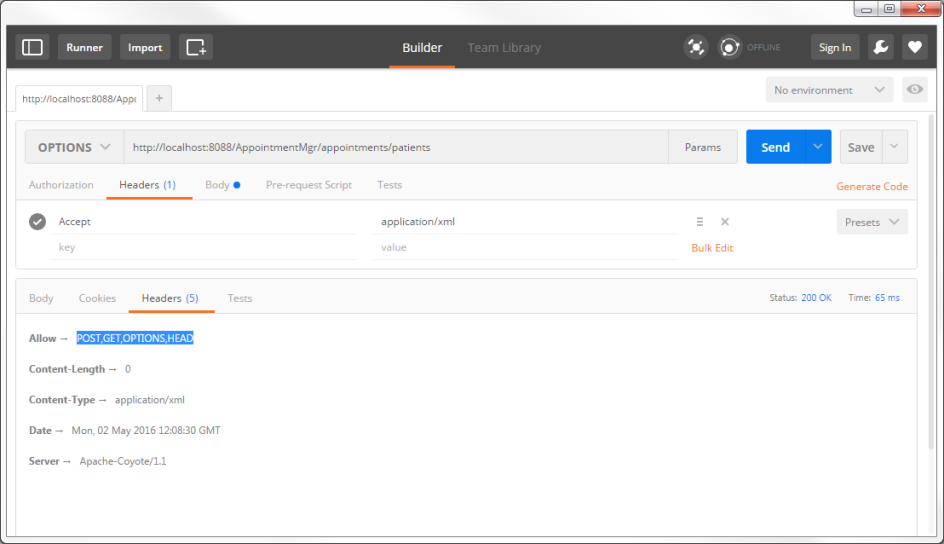 Runner Import Builder Team Library OFFLINE Sign In
No environment
http://localhost:8088/Appo +
OPTIONS http://localhost:8088/AppointmentMgr/appointments/patients Params Send Save
Authorization Headers (1) Body Pre-request Script Tests Generate Code
Accept application/xml Presets
key value Bulk Edit
Body Cookies Headers (5) Tests Status: 200 OK Time: 65 ms
Allow → POST,GET,OPTIONS,HEAD
Content-Length → 0
Content-Type → application/xml
Date → Mon, 02 May 2016 12:08:30 GMT
Server → Apache-Coyote/1.1